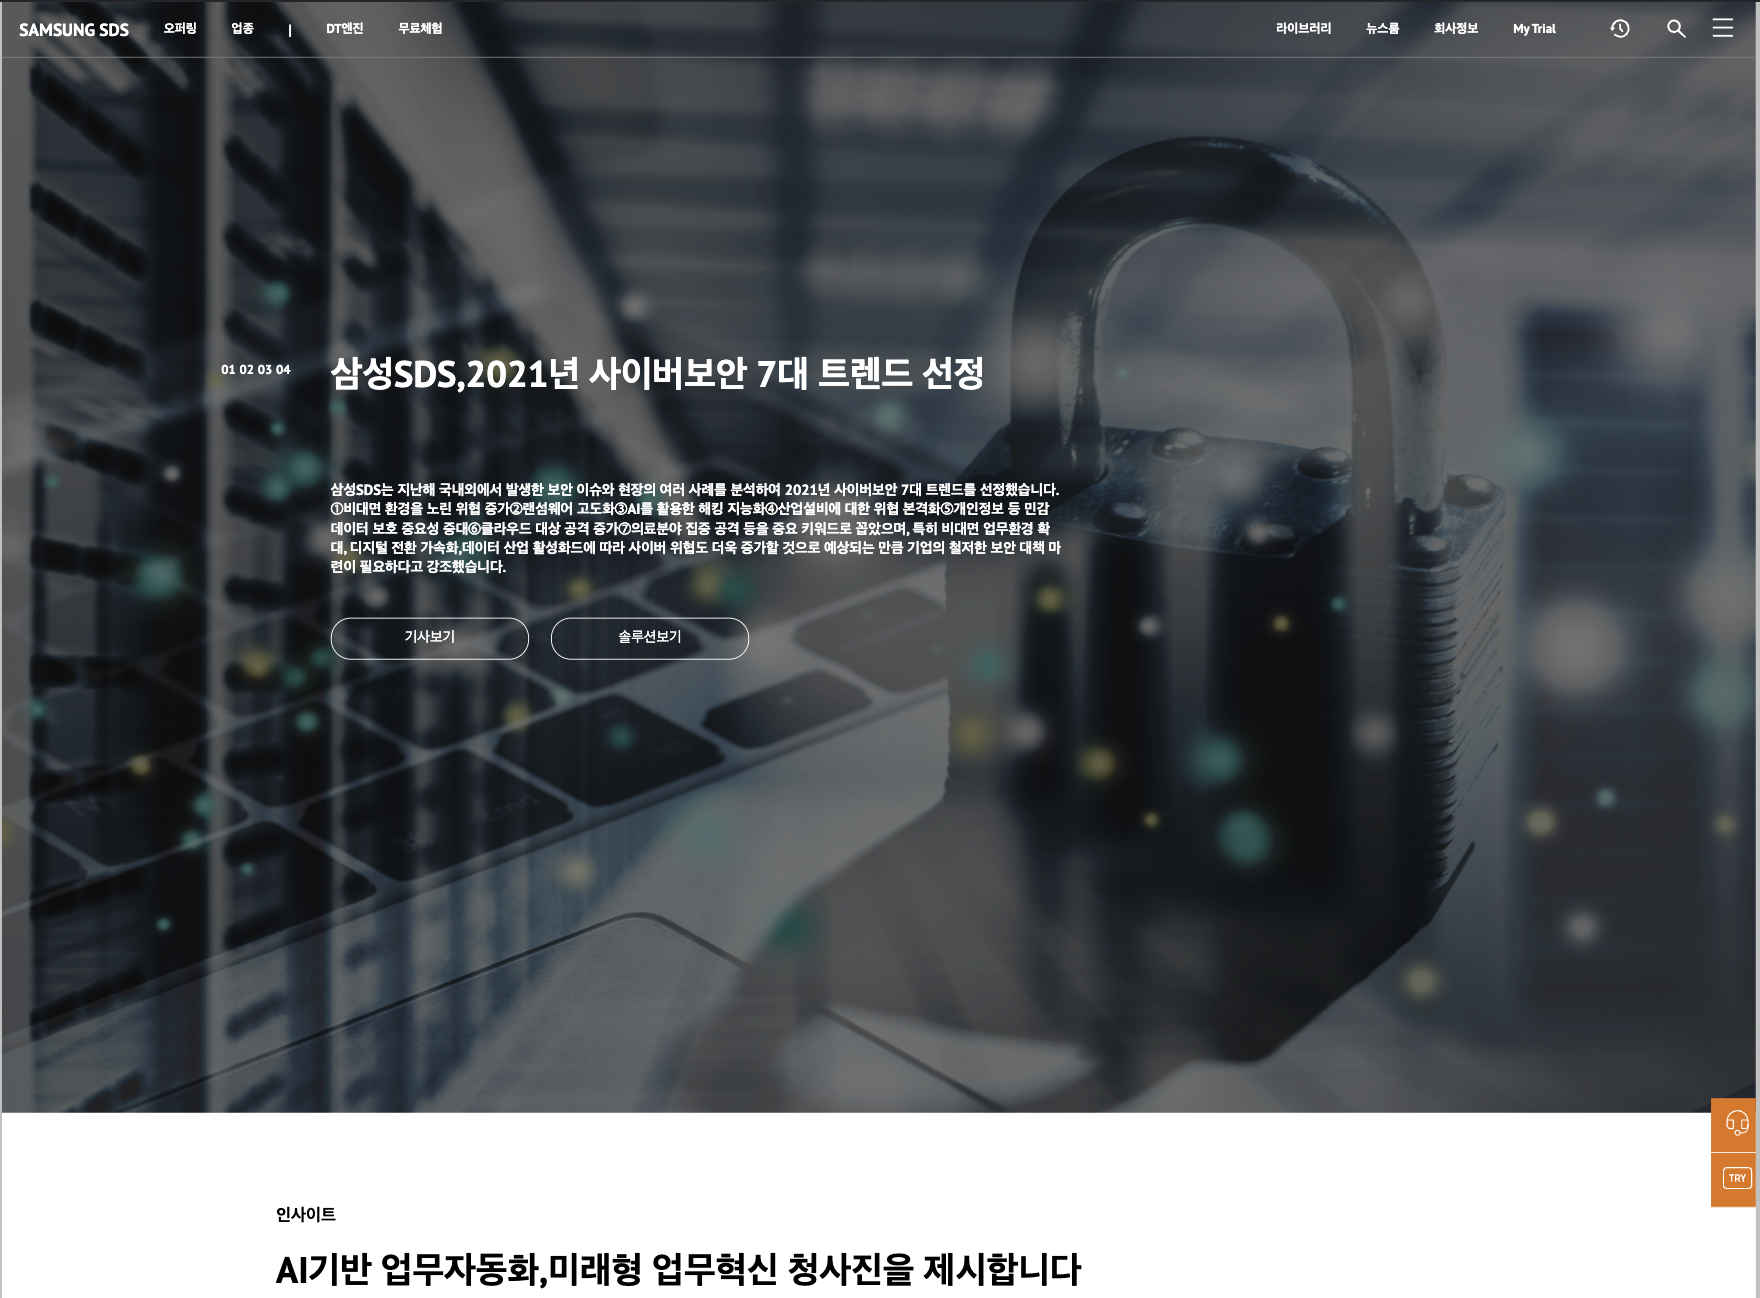 SAMSUNG SDS 오퍼링 업종 | DT엔진 무료체험 라이브러리 뉴스룸 회사정보 My Trial
01 02 03 04
삼성SDS,2021년 사이버보안 7대 트렌드 선정
삼성SDS는 지난해 국내외에서 발생한 보안 이슈와 현장의 여러 사례를 분석하여 2021년 사이버보안 7대 트렌드를 선정했습니다.
①비대면 환경을 노린 위협 증가②랜섬웨어 고도화③AI를 활용한 해킹 지능화④산업설비에 대한 위협 본격화⑤개인정보 등 민감
데이터 보호 중요성 증대⑥클라우드 대상 공격 증가⑦의료분야 집중 공격 등을 중요 키워드로 꼽았으며, 특히 비대면 업무환경 확
대, 디지털 전환 가속화,데이터 산업 활성화드에 따라 사이버 위협도 더욱 증가할 것으로 예상되는 만큼 기업의 철저한 보안 대책 마
련이 필요하다고 강조했습니다.
기사보기 솔루션보기
TRY
인사이트
AI기반 업무자동화,미래형 업무혁신 청사진을 제시합니다